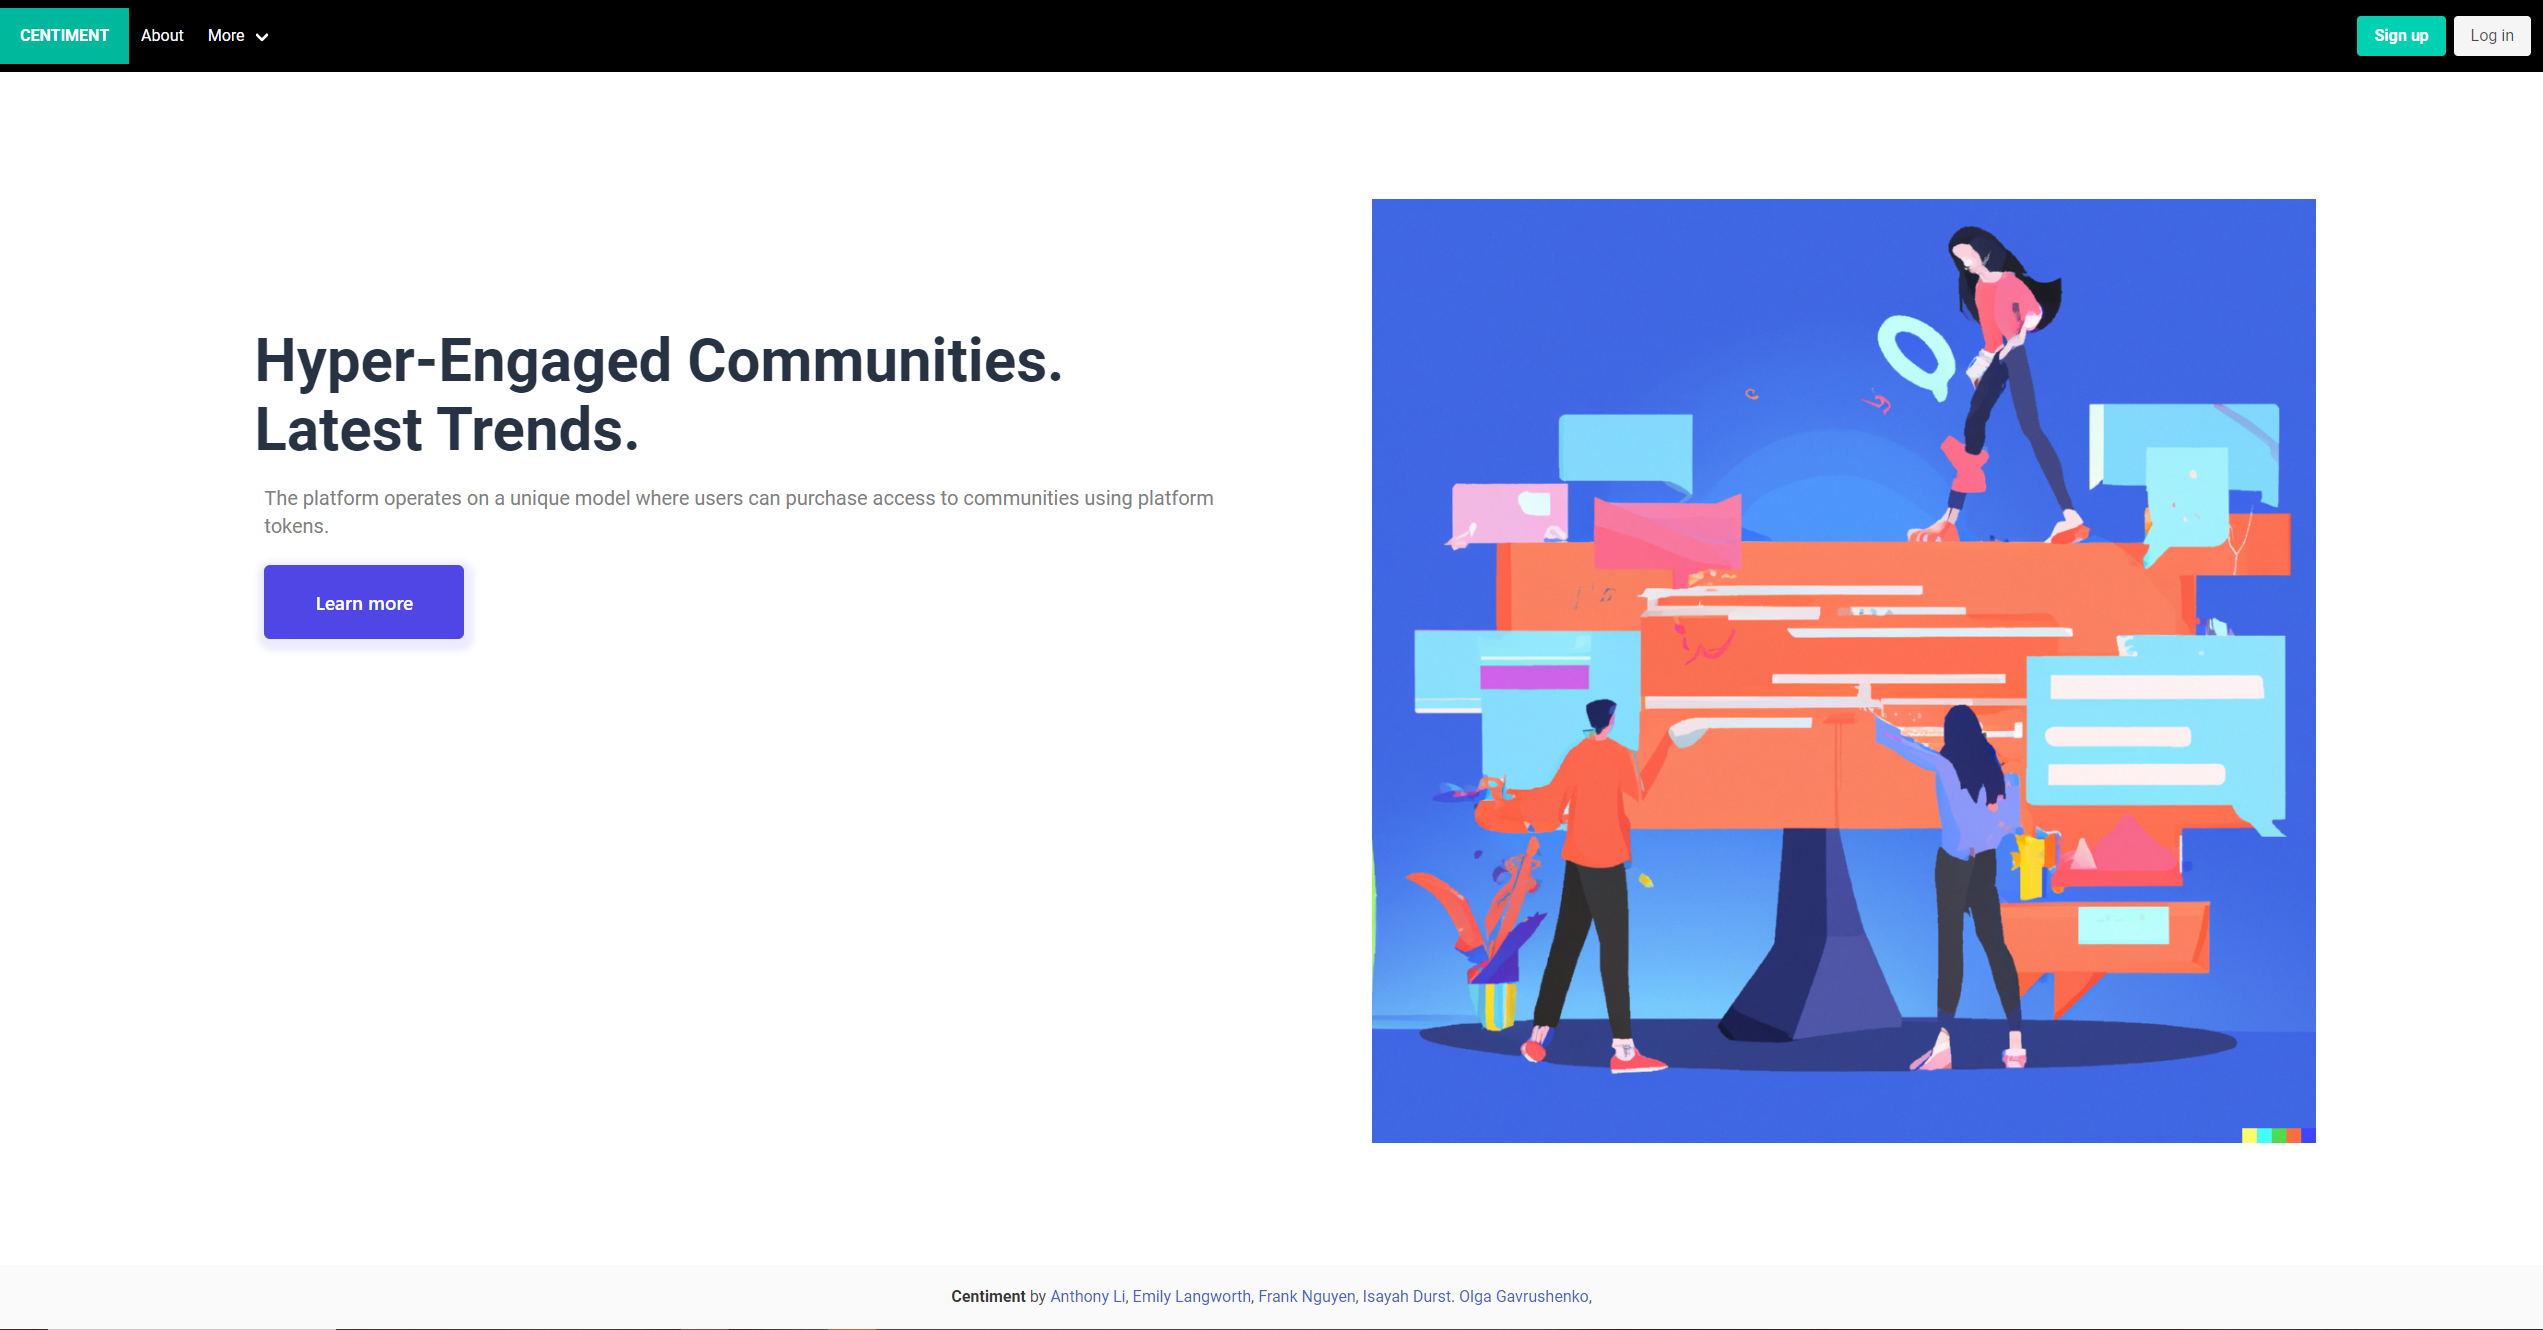 CENTIMENT About More Sign up Log in
Hyper-Engaged Communities.
Latest Trends.
The platform operates on a unique model where users can purchase access to communities using platform
tokens.
Learn more
Centiment by Anthony Li, Emily Langworth, Frank Nguyen, Isayah Durst. Olga Gavrushenko,